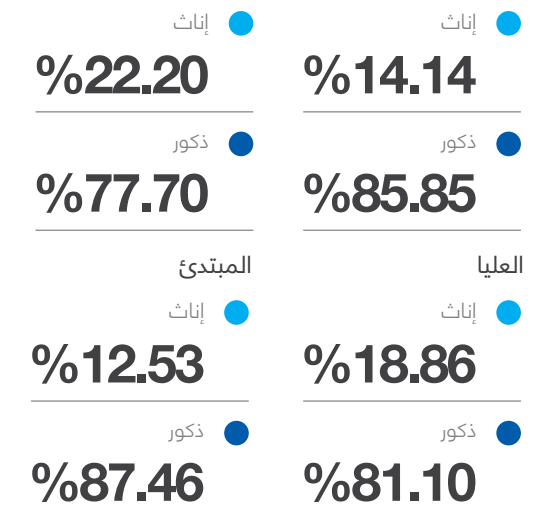 إناث
%14.14
ذكور
%85.85
إناث
%22.20
ذكور
%77.70
العليا
إناث
%18.86
ذكور
%81.10
المبتدئ
إناث
%12.53
ذكور
%87.46